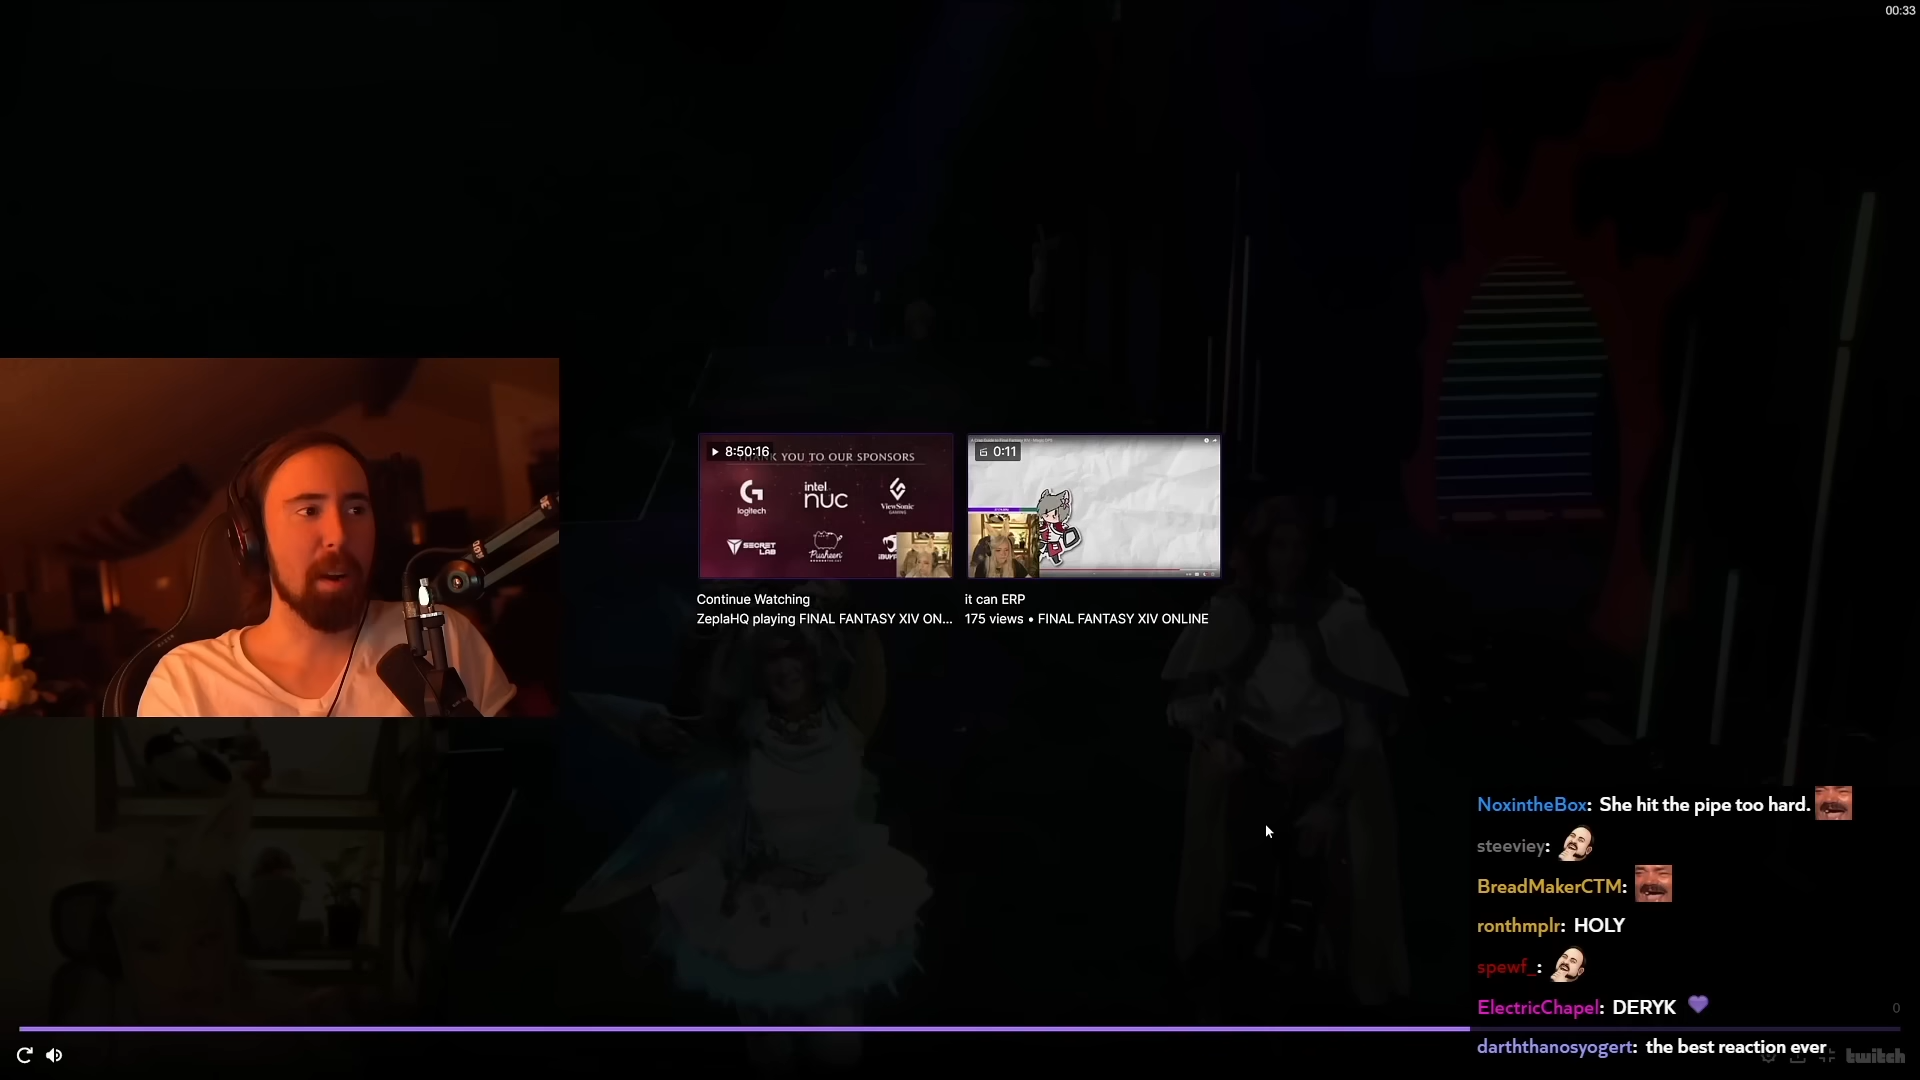 00:33
8:50:16
THANK YOU TO OUR SPONSORS
logitech
intel
nuc
ViewSonic
GAMING
SECRET
LAB
Pusheen
0:11
Continue Watching
ZeplaHQ playing FINAL FANTASY XIV ON...
it can ERP
175 views • FINAL FANTASY XIV ONLINE
NoxintheBox: She hit the pipe too hard.
steeviey:
BreadMakerCTM:
ronthmplr: HOLY
spewf_:
ElectricChapel: DERYK
0
darththanosyogert: the best reaction ever
twitch